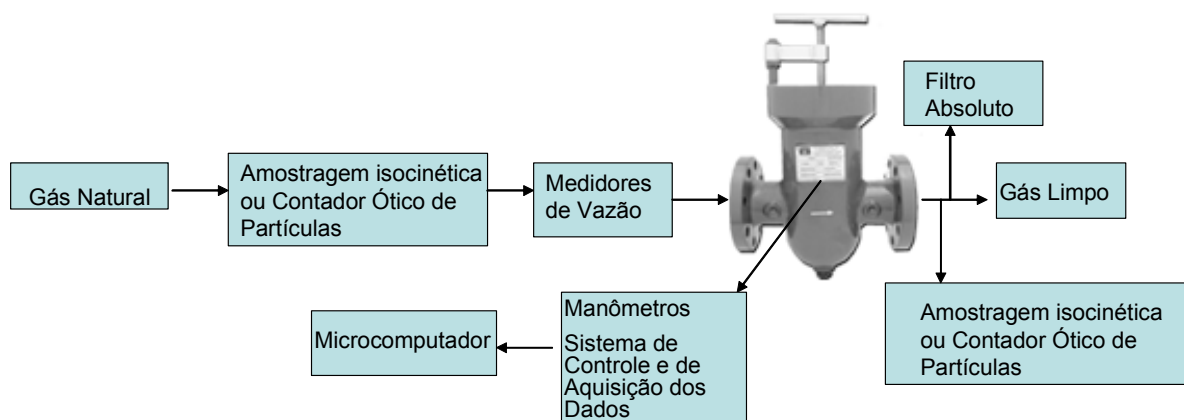 Gás Natural
Amostragem isocinética
ou Contador Ótico de
Partículas
Medidores
de Vazão
Filtro
Absoluto
Gás Limpo
Amostragem isocinética
ou Contador Ótico de
Partículas
Manômetros
Sistema de
Controle e de
Aquisição dos
Dados
Microcomputador